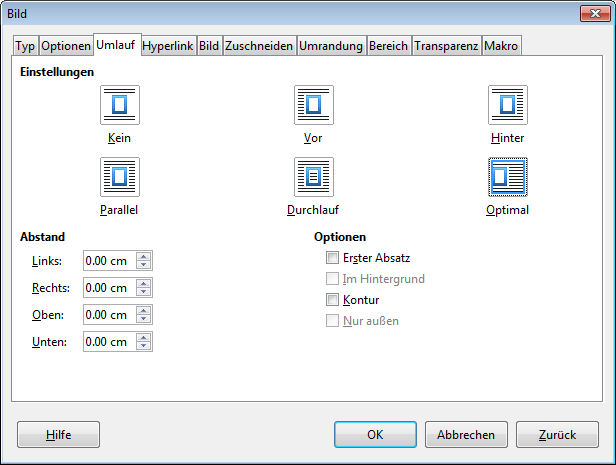 Bild
Typ Optionen Umlauf Hyperlink Bild Zuschneiden Umrandung Bereich Transparenz Makro
Einstellungen
Kein Vor Hinter
Parallel Durchlauf Optimal
Abstand Optionen
Links: 0.00 cm Erster Absatz
Rechts: 0.00 cm Im Hintergrund
Oben: 0.00 cm Kontur
Unten: 0.00 cm Nur außen
Hilfe OK Abbrechen Zurück